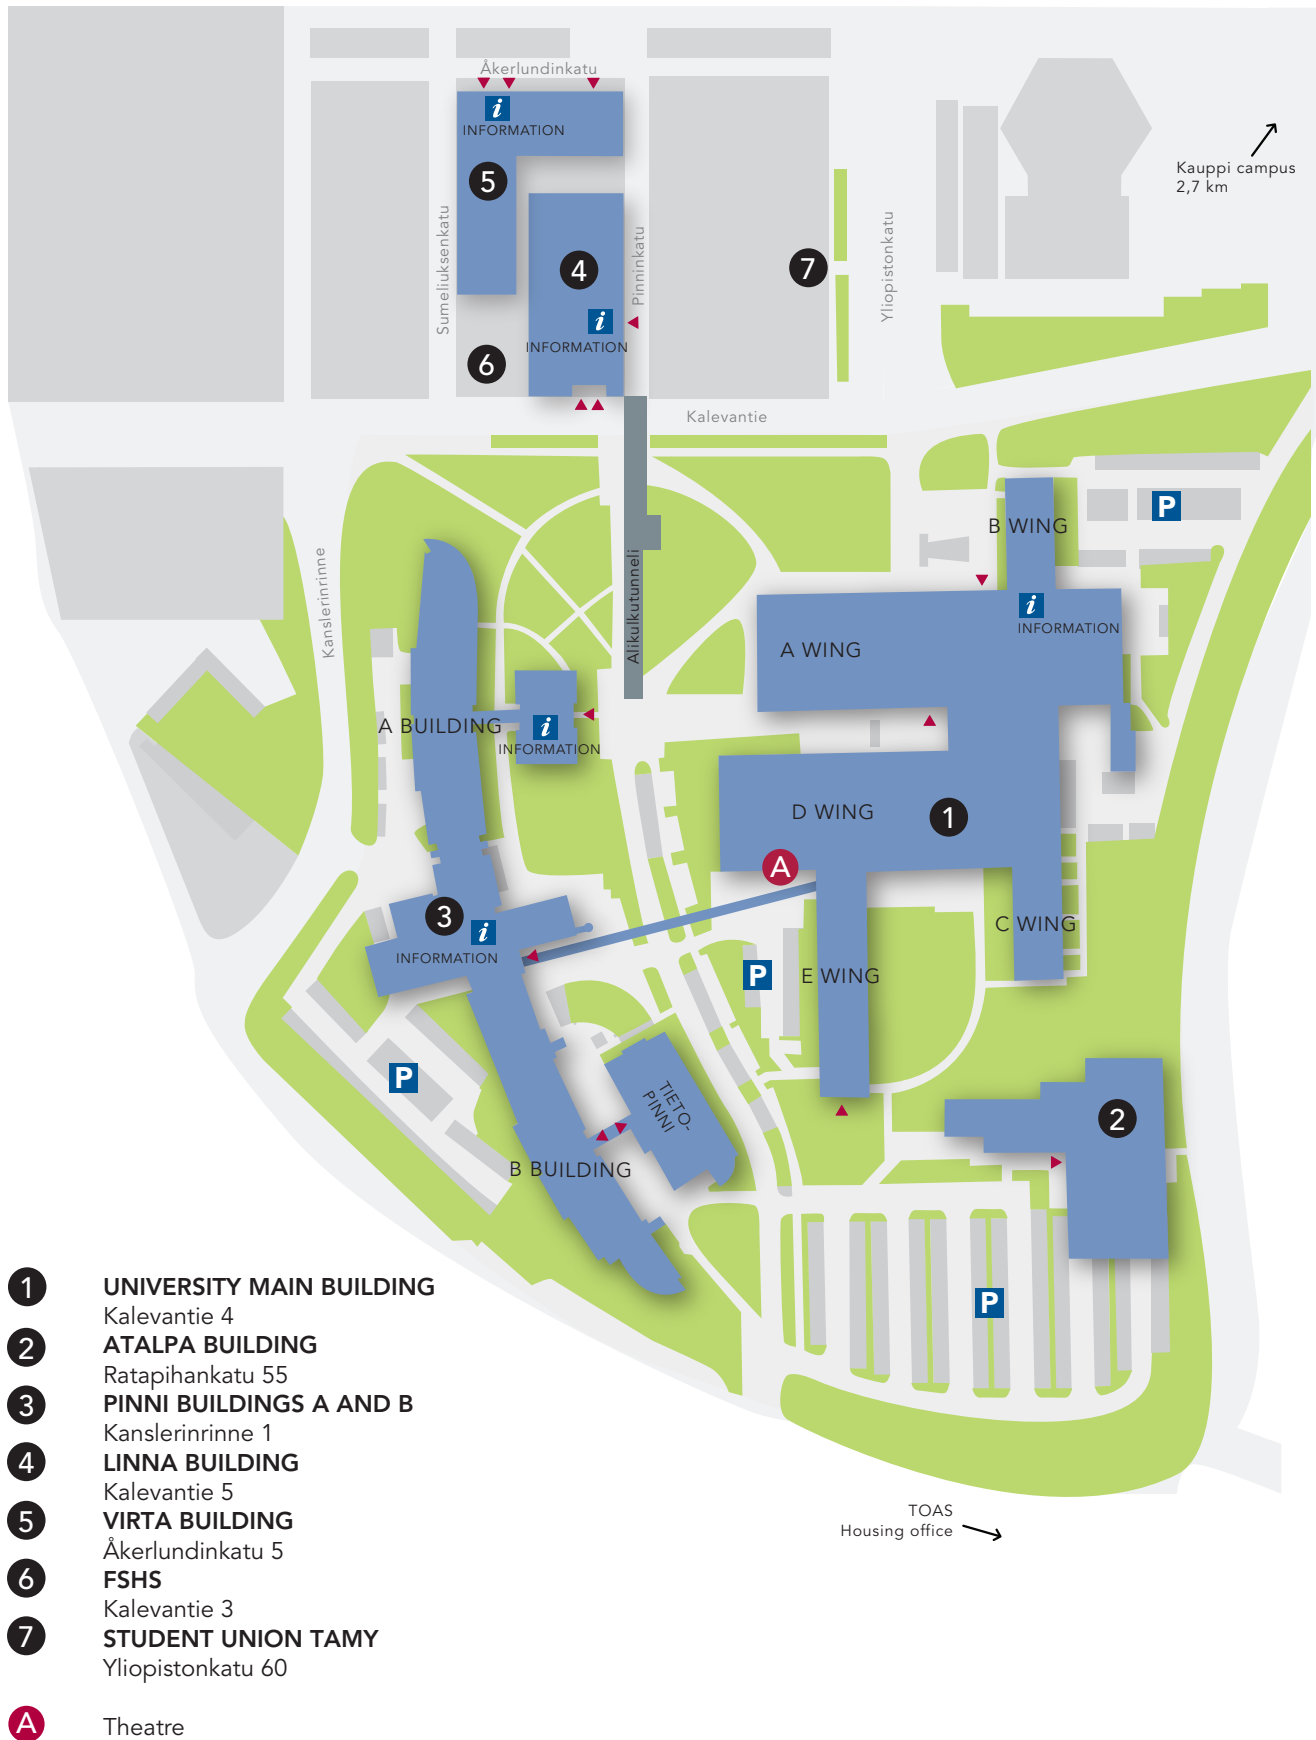 Åkerlundinkatu
i
INFORMATION
5
Sumeliuksenkatu
4
Pinninkatu
i
INFORMATION
6
7
Yliopistonkatu
Kauppi campus
2,7 km
Kalevantie
Kanslerinrinne
Alikulkutunneli
B WING
P
i
INFORMATION
A WING
A BUILDING
i
INFORMATION
D WING
1
A
3
i
INFORMATION
C WING
P
E WING
P
TIETO-
PINNI
2
B BUILDING
P
1
UNIVERSITY MAIN BUILDING
Kalevantie 4
2
ATALPA BUILDING
Ratapihankatu 55
3
PINNI BUILDINGS A AND B
Kanslerinrinne 1
4
LINNA BUILDING
Kalevantie 5
5
VIRTA BUILDING
Åkerlundinkatu 5
6
FSHS
Kalevantie 3
7
STUDENT UNION TAMY
Yliopistonkatu 60
A
Theatre
TOAS
Housing office